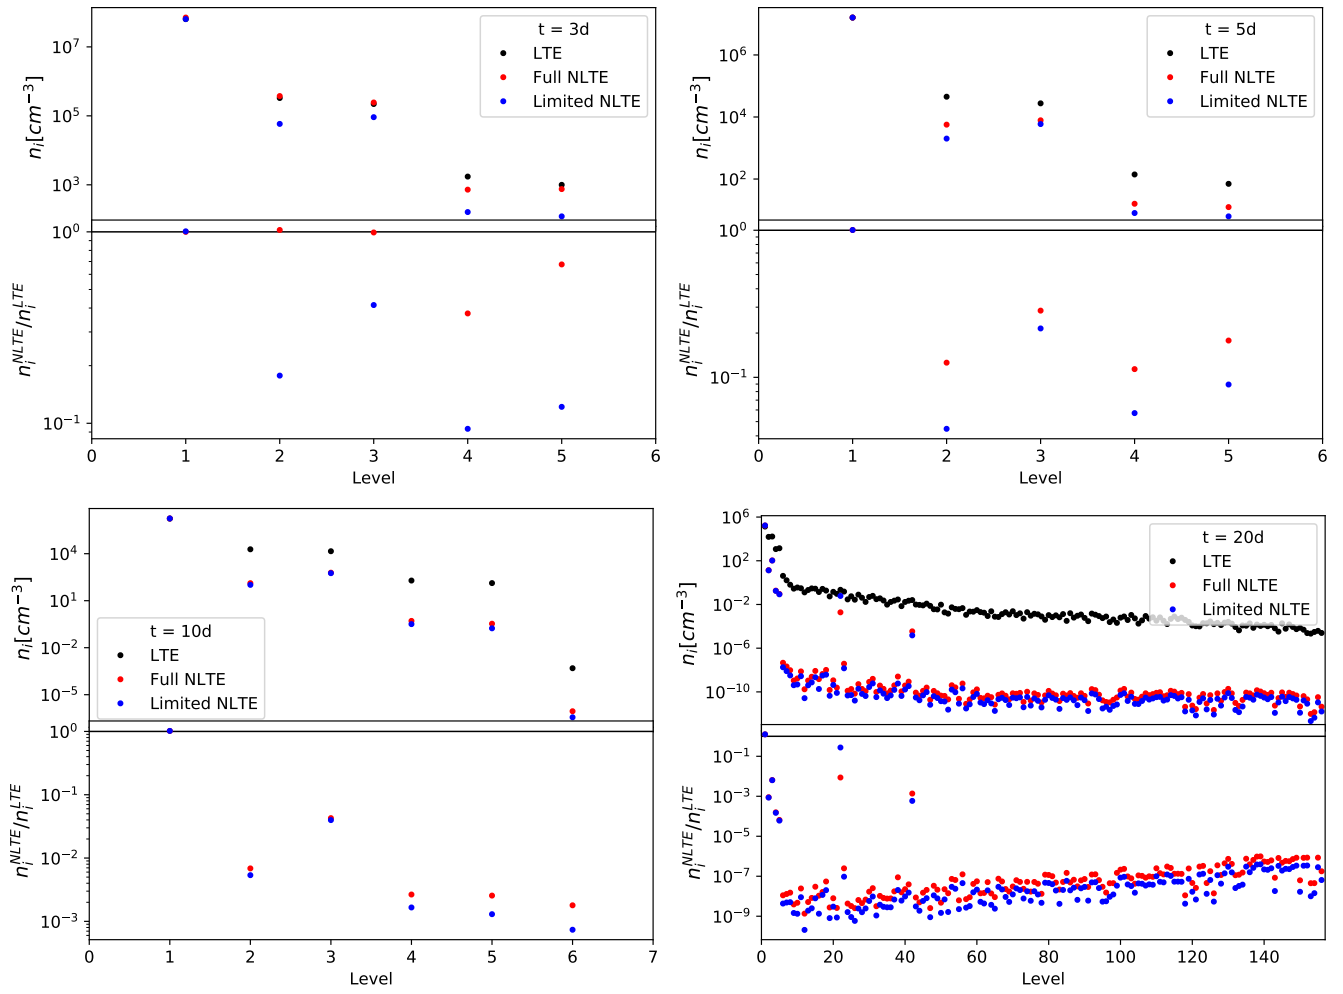 t = 3d
LTE
Full NLTE
Limited NLTE
10^7
10^5
10^3
n_i[cm^{-3}]
10^0
10^{-1}
n_i^{NLTE}/n_i^{LTE}
0 1 2 3 4 5 6
Level
t = 5d
LTE
Full NLTE
Limited NLTE
10^6
10^4
10^2
n_i[cm^{-3}]
10^0
10^{-1}
n_i^{NLTE}/n_i^{LTE}
0 1 2 3 4 5 6
Level
10^4
10^1
10^{-2}
10^{-5}
n_i[cm^{-3}]
t = 10d
LTE
Full NLTE
Limited NLTE
10^0
10^{-1}
10^{-2}
10^{-3}
n_i^{NLTE}/n_i^{LTE}
0 1 2 3 4 5 6 7
Level
t = 20d
LTE
Full NLTE
Limited NLTE
10^6
10^2
10^{-2}
10^{-6}
10^{-10}
n_i[cm^{-3}]
10^{-1}
10^{-3}
10^{-5}
10^{-7}
10^{-9}
n_i^{NLTE}/n_i^{LTE}
0 20 40 60 80 100 120 140
Level